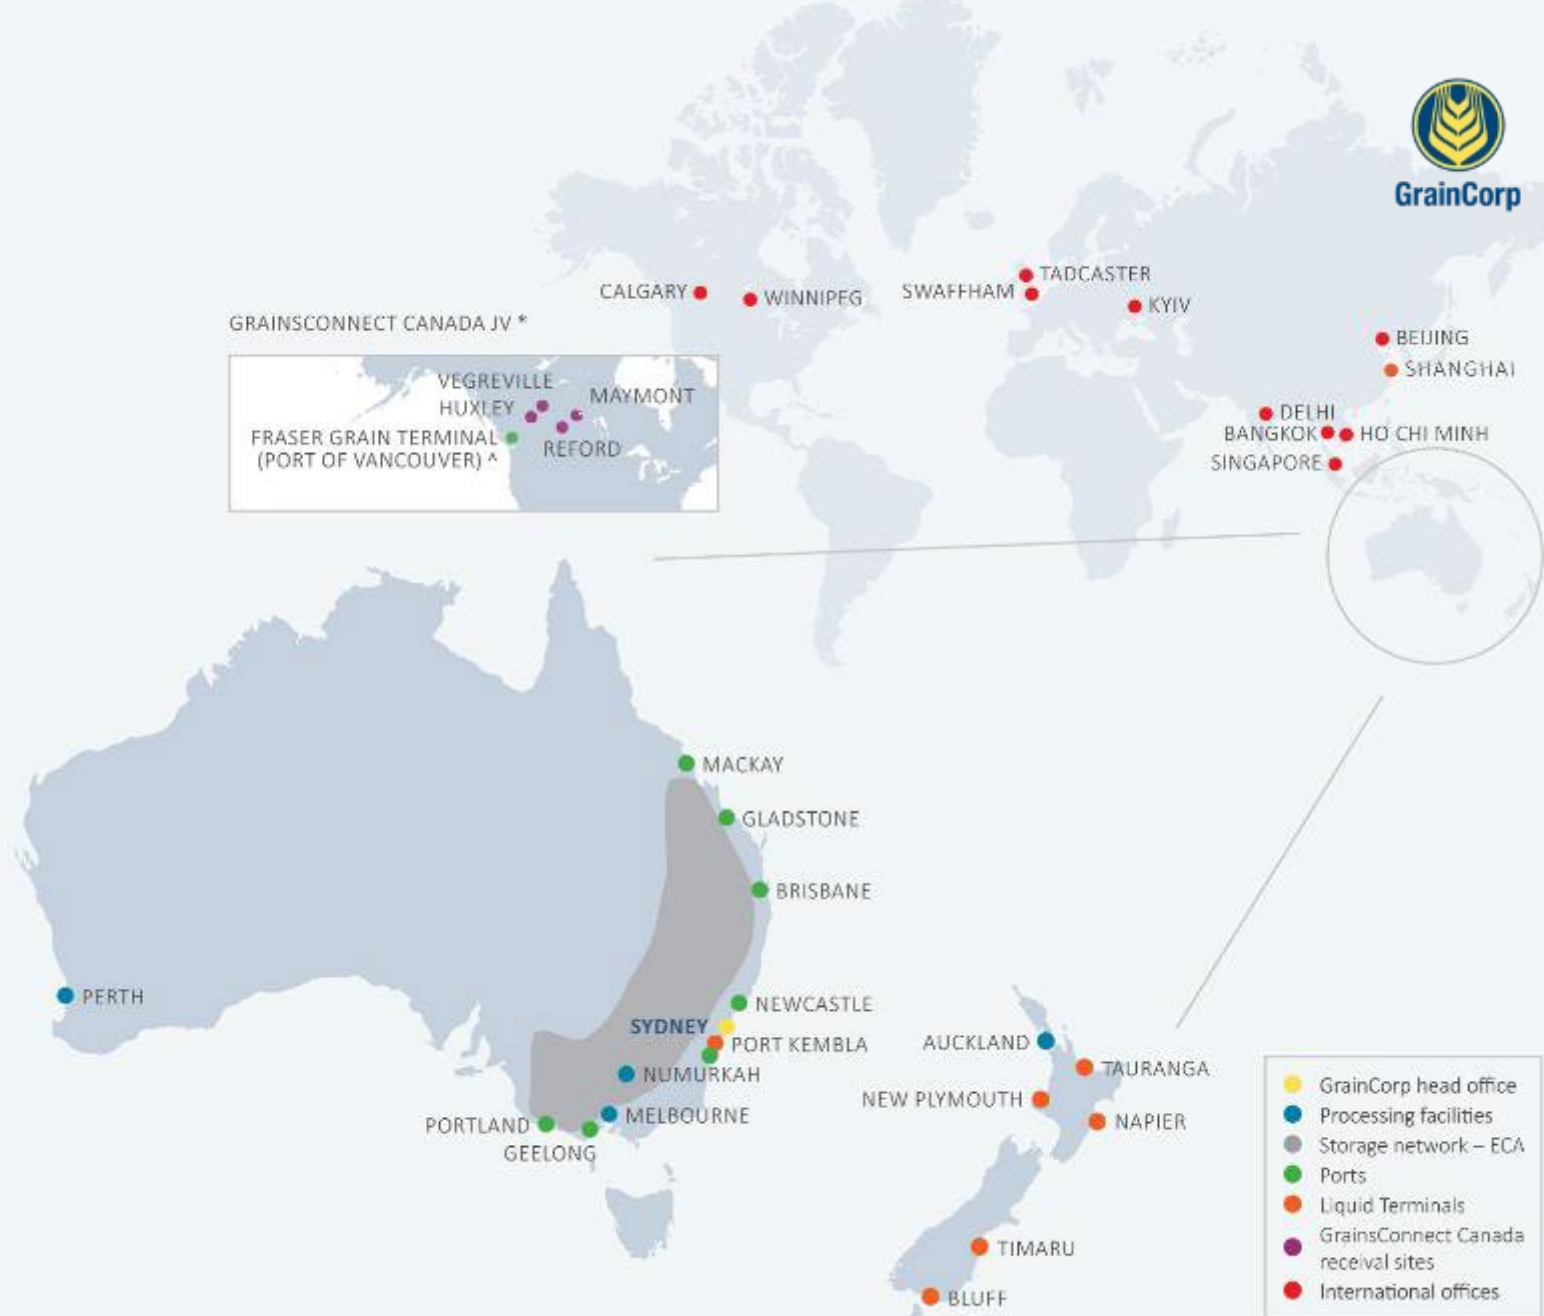 GrainCorp
CALGARY
WINNIPEG
SWAFFHAM
TADCASTER
KYIV
BEIJING
SHANGHAI
DELHI
BANGKOK
HO CHI MINH
SINGAPORE
GRAINSCONNECT CANADA JV *
VEGREVILLE
HUXLEY
MAYMONT
FRASER GRAIN TERMINAL
(PORT OF VANCOUVER) ^
REFORD
MACKAY
GLADSTONE
BRISBANE
PERTH
NEWCASTLE
SYDNEY
PORT KEMBLA
NUMURKAH
MELBOURNE
PORTLAND
GEELONG
AUCKLAND
TAURANGA
NEW PLYMOUTH
NAPIER
TIMARU
BLUFF
GrainCorp head office
Processing facilities
Storage network – ECA
Ports
Liquid Terminals
GrainsConnect Canada
receival sites
International offices